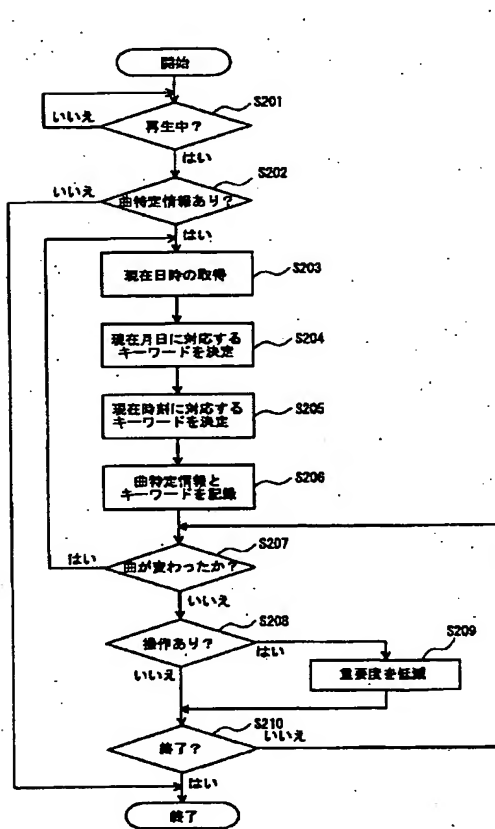 開始
S201
いいえ
再生中？
はい
S202
いいえ
曲特定情報あり？
はい
現在日時の取得
S203
現在月日に対応する
キーワードを決定
S204
現在時刻に対応する
キーワードを決定
S205
曲特定情報と
キーワードを記録
S206
S207
はい
曲が変わったか？
いいえ
S208
操作あり？
はい
S209
いいえ
重要度を低減
S210
終了？
いいえ
はい
終了